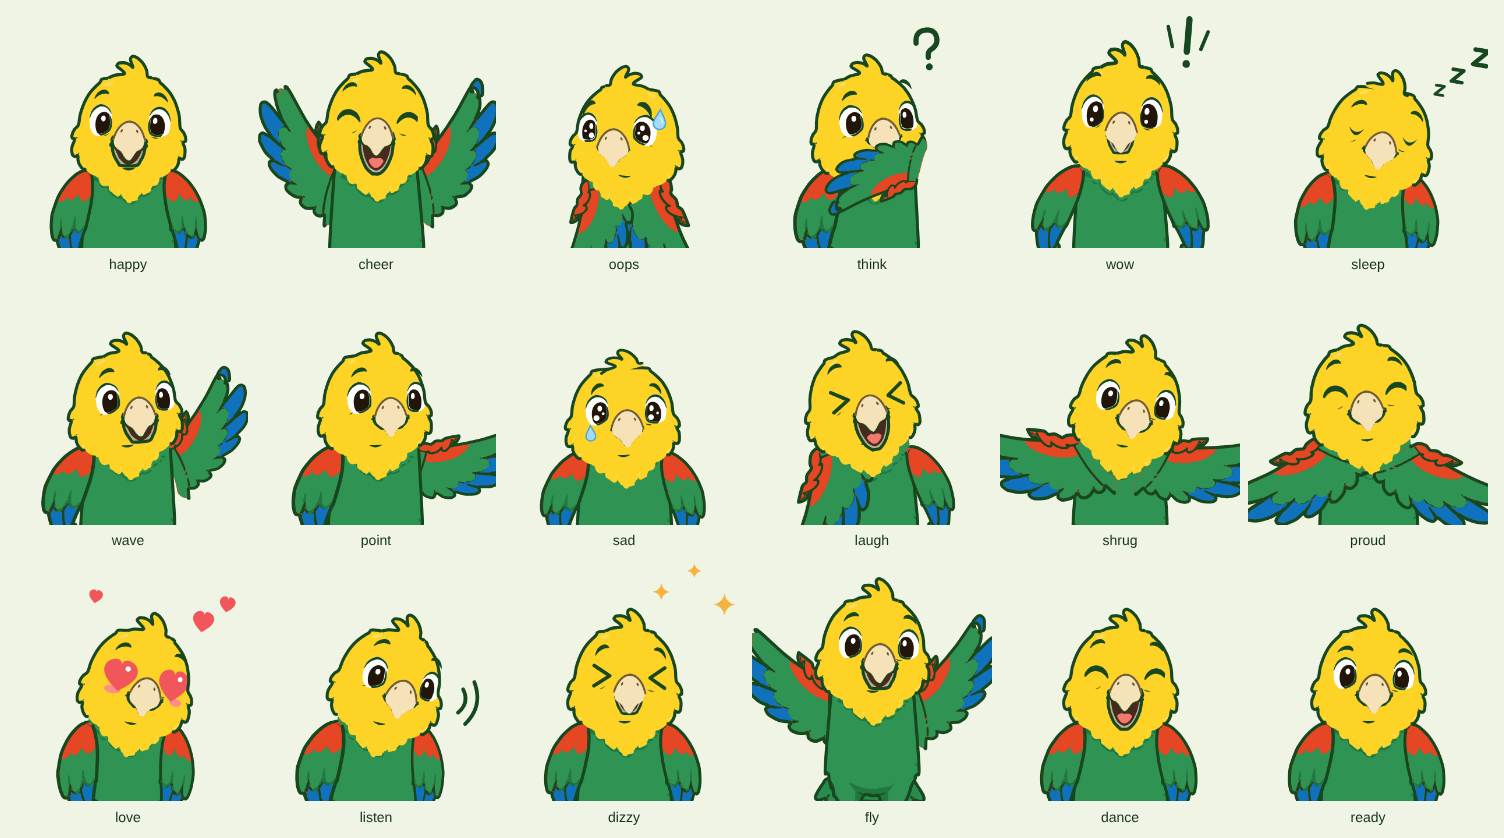 ?
!
z z z
happy cheer oops think wow sleep
wave point sad laugh shrug proud
love listen dizzy fly dance ready